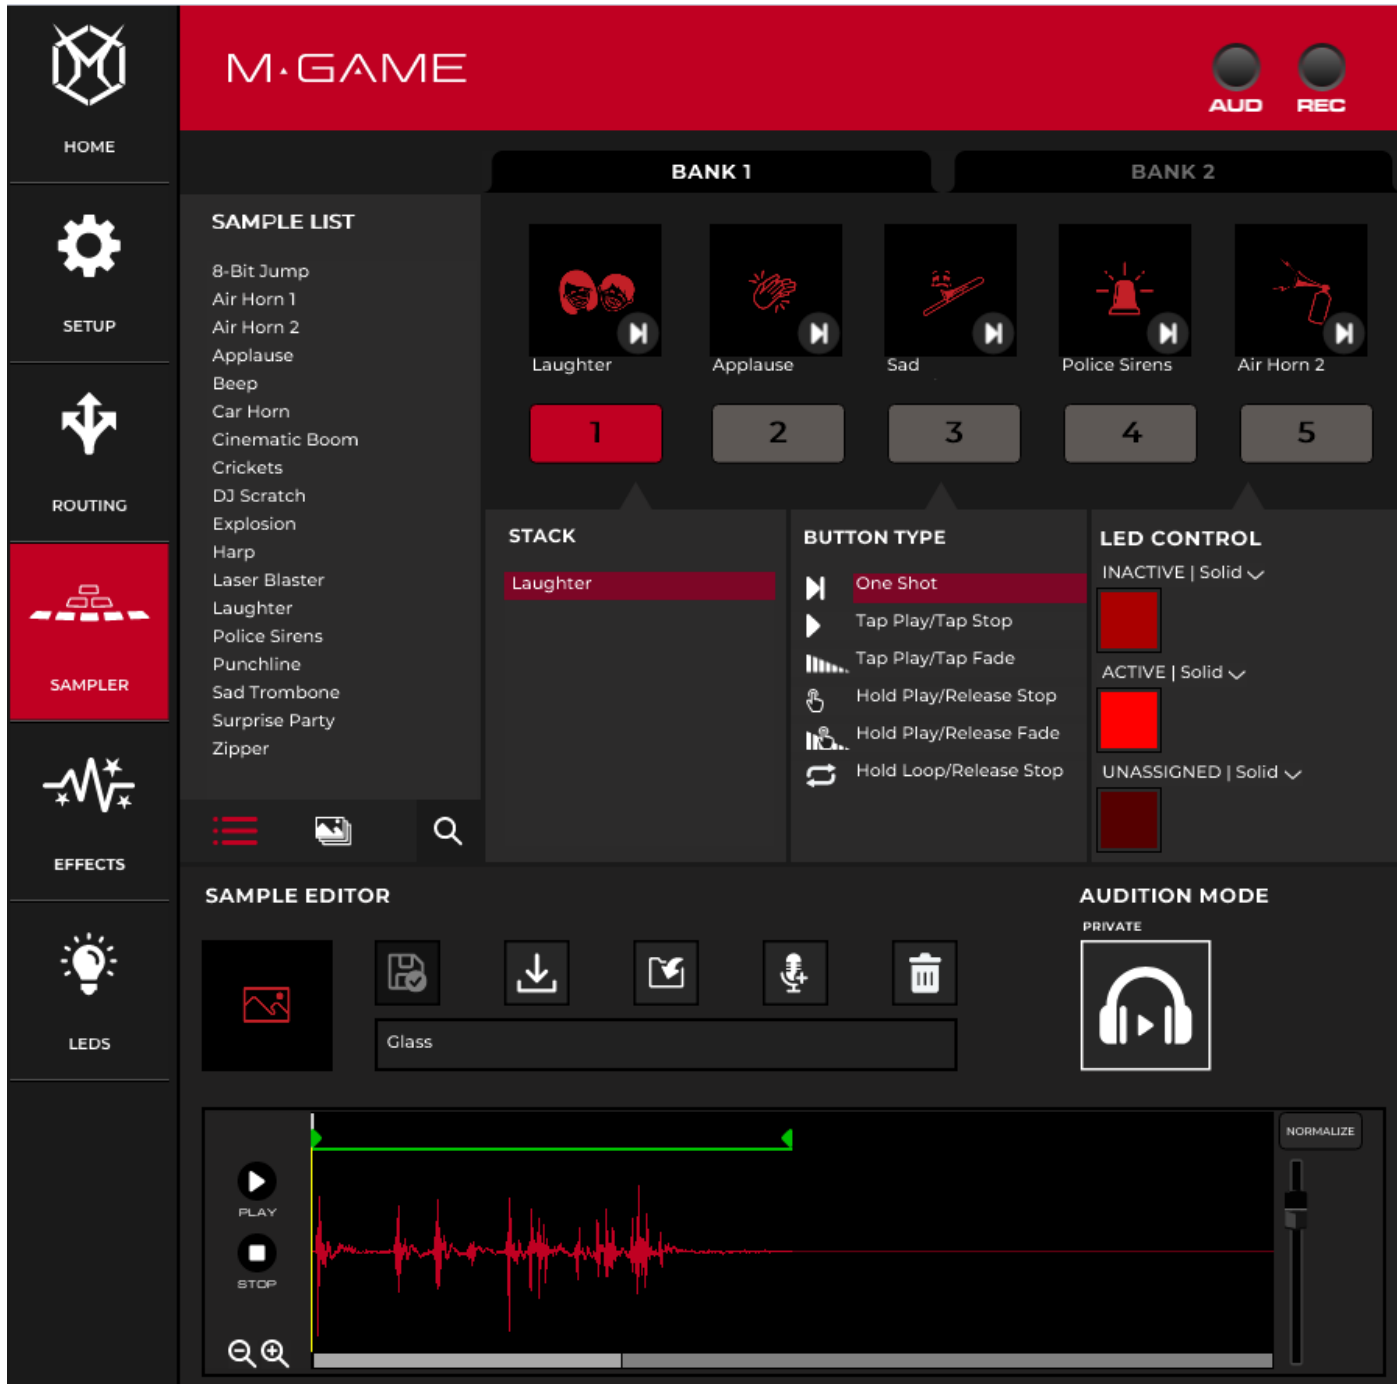 M·GAME
AUD
REC
HOME
SETUP
ROUTING
SAMPLER
EFFECTS
LEDS
BANK 1
BANK 2
SAMPLE LIST
8-Bit Jump
Air Horn 1
Air Horn 2
Applause
Beep
Car Horn
Cinematic Boom
Crickets
DJ Scratch
Explosion
Harp
Laser Blaster
Laughter
Police Sirens
Punchline
Sad Trombone
Surprise Party
Zipper
Laughter
Applause
Sad
Police Sirens
Air Horn 2
1
2
3
4
5
STACK
Laughter
BUTTON TYPE
One Shot
Tap Play/Tap Stop
Tap Play/Tap Fade
Hold Play/Release Stop
Hold Play/Release Fade
Hold Loop/Release Stop
LED CONTROL
INACTIVE | Solid
ACTIVE | Solid
UNASSIGNED | Solid
SAMPLE EDITOR
Glass
AUDITION MODE
PRIVATE
PLAY
STOP
NORMALIZE